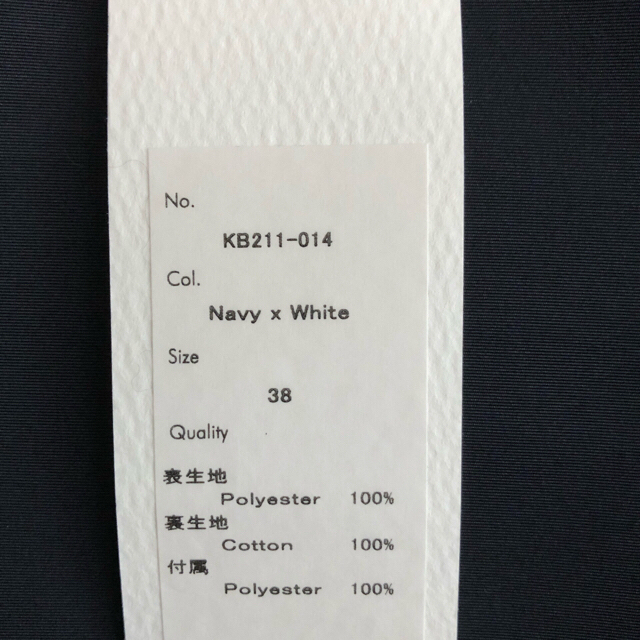 No.
KB211-014
Col.
Navy x White
Size
38
Quality
表生地
Polyester 100%
裏生地
Cotton 100%
付属
Polyester 100%